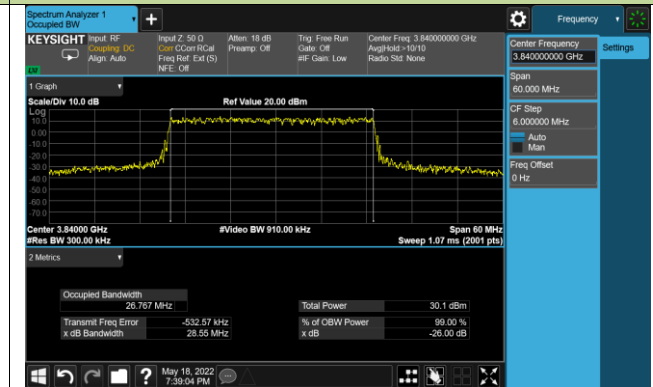 Spectrum Analyzer 1
Occupied BW
+
Frequency
KEYSIGHT
Input: RF
Coupling: DC
Align: Auto
Input Z: 50 Ω
Corr CCorr RCal
Freq Ref: Ext (S)
NFE: Off
Atten: 18 dB
Preamp: Off
Trig: Free Run
Gate: Off
#IF Gain: Low
Center Freq: 3.840000000 GHz
Avg|Hold:>10/10
Radio Std: None
Center Frequency
3.840000000 GHz
Settings
Span
60.000 MHz
CF Step
6.000000 MHz
Auto
Man
Freq Offset
0 Hz
1 Graph
Scale/Div 10.0 dB
Ref Value 20.00 dBm
Log
10.0
0.00
-10.0
-20.0
-30.0
-40.0
-50.0
-60.0
-70.0
Center 3.84000 GHz
#Video BW 910.00 kHz
Span 60 MHz
#Res BW 300.00 kHz
Sweep 1.07 ms (2001 pts)
2 Metrics
Occupied Bandwidth
26.767 MHz
Total Power
30.1 dBm
Transmit Freq Error
-532.57 kHz
% of OBW Power
99.00 %
x dB Bandwidth
28.55 MHz
x dB
-26.00 dB
?
May 18, 2022
7:39:04 PM